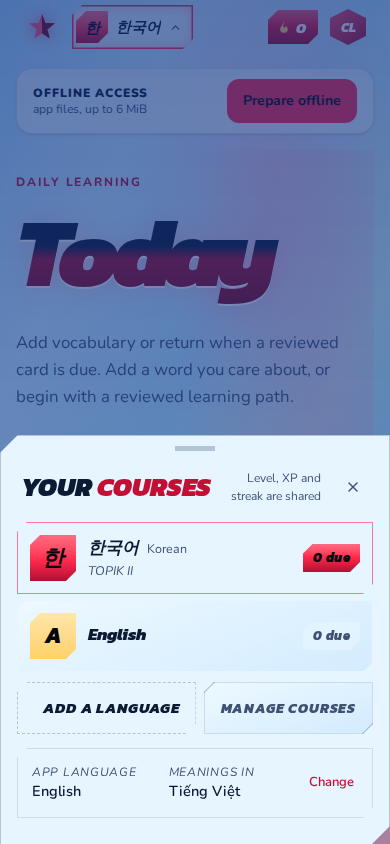 한 한국어
0
CL
OFFLINE ACCESS
app files, up to 6 MiB
Prepare offline
DAILY LEARNING
Today
Add vocabulary or return when a reviewed
card is due. Add a word you care about, or
begin with a reviewed learning path.
YOUR COURSES
Level, XP and
streak are shared
한
한국어 Korean
TOPIK II
0 due
A
English
0 due
ADD A LANGUAGE
MANAGE COURSES
APP LANGUAGE
English
MEANINGS IN
Tiếng Việt
Change